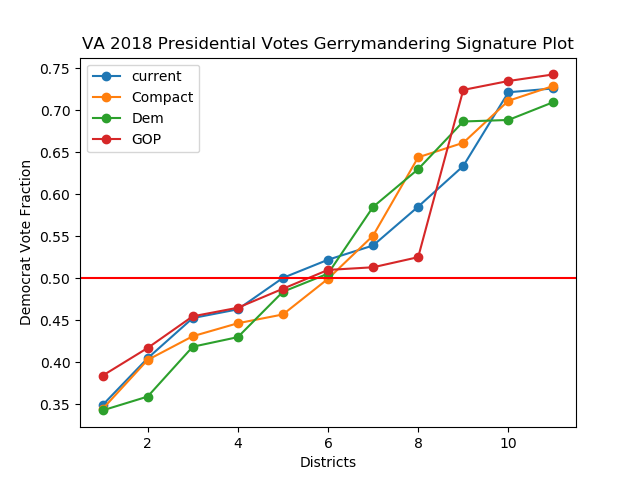 VA 2018 Presidential Votes Gerrymandering Signature Plot
0.75
0.70
0.65
0.60
0.55
0.50
0.45
0.40
0.35
Democrat Vote Fraction
current
Compact
Dem
GOP
2 4 6 8 10
Districts